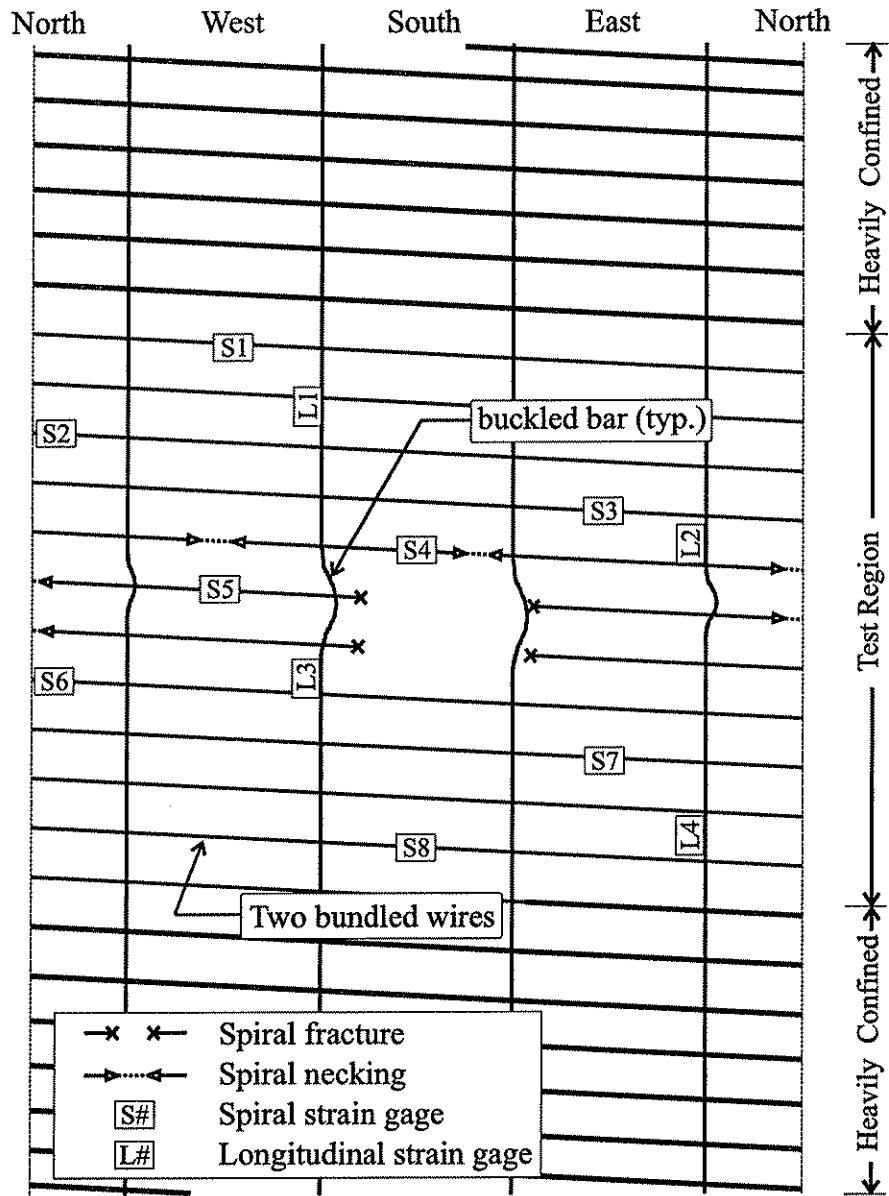 North West South East North
Heavily Confined
S1
L1
buckled bar (typ.)
S2
S3
S4
L2
S5
Test Region
L3
S6
S7
S8
L4
Two bundled wires
Heavily Confined
Spiral fracture
Spiral necking
S# Spiral strain gage
L# Longitudinal strain gage